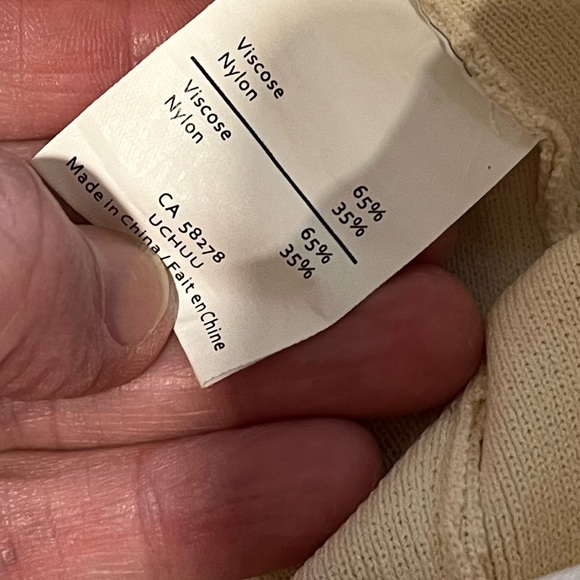 Viscose 65%
Nylon 35%
Viscose 65%
Nylon 35%
CA 58278
UCHUU
Made in China/Fait en Chine